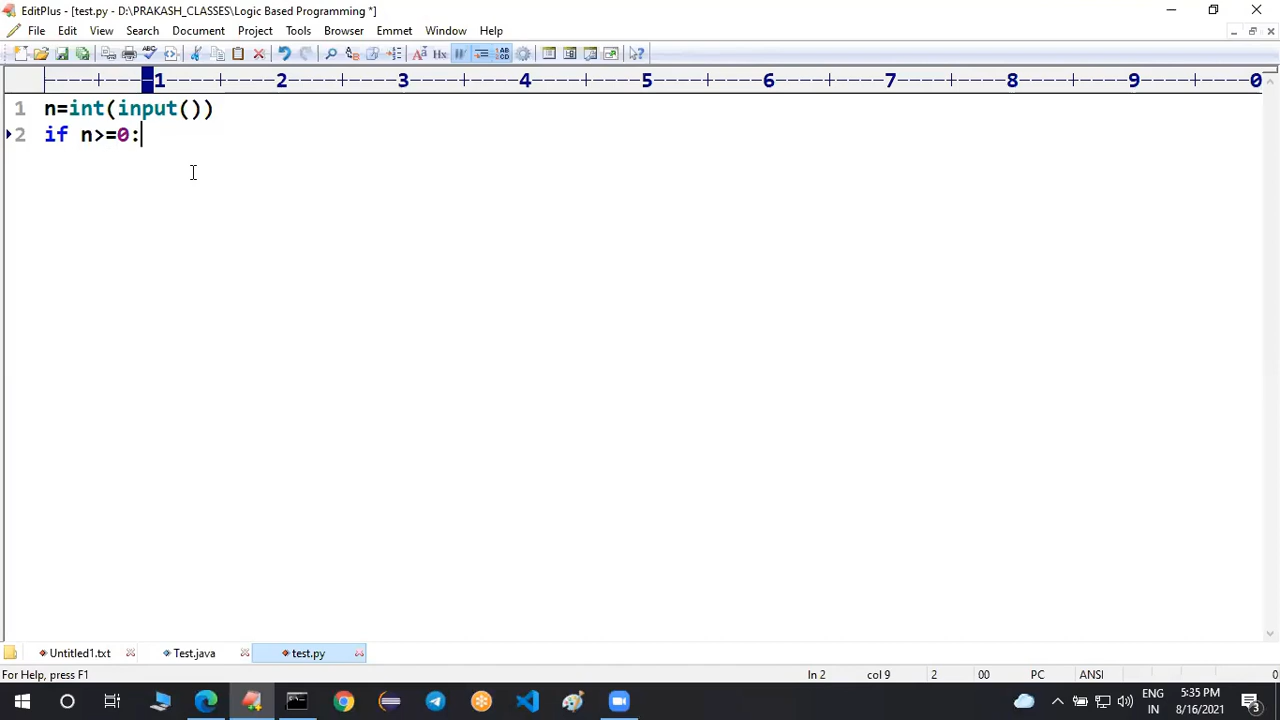 EditPlus - [test.py - D:\PRAKASH_CLASSES\Logic Based Programming *]
File Edit View Search Document Project Tools Browser Emmet Window Help
----+----1----+----2----+----3----+----4----+----5----+----6----+----7----+----8----+----9----+----0
1 n=int(input())
2 if n>=0:
Untitled1.txt Test.java test.py
For Help, press F1 ln 2 col 9 2 00 PC ANSI 0
ENG 5:35 PM
IN 8/16/2021 3